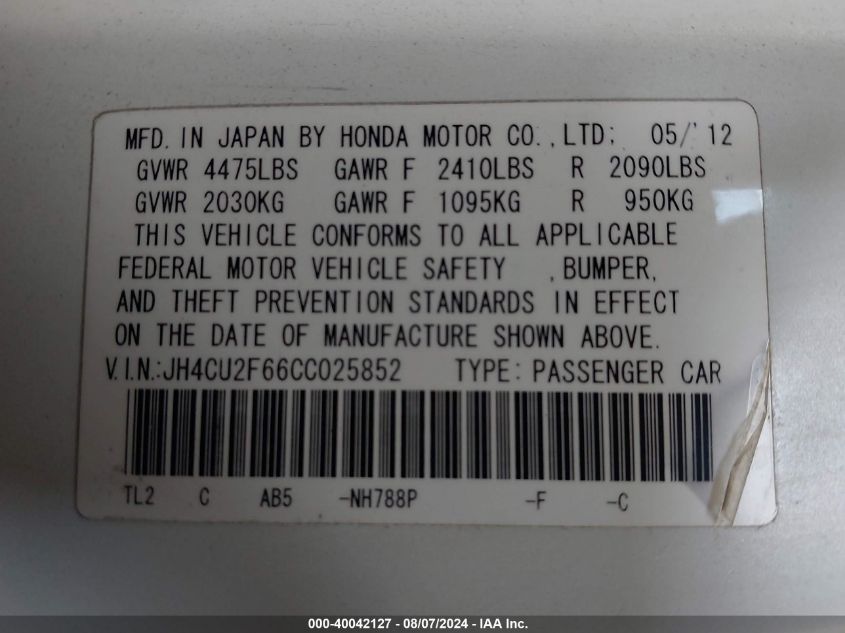 MFD. IN JAPAN BY HONDA MOTOR CO., LTD. 05/'12
GVWR 4475LBS GAWR F 2410LBS R 2090LBS
GVWR 2030KG GAWR F 1095KG R 950KG
THIS VEHICLE CONFORMS TO ALL APPLICABLE
FEDERAL MOTOR VEHICLE SAFETY , BUMPER,
AND THEFT PREVENTION STANDARDS IN EFFECT
ON THE DATE OF MANUFACTURE SHOWN ABOVE.
V.I.N.:JH4CU2F66CC025852 TYPE: PASSENGER CAR
TL2 C AB5 -NH788P -F -C
000-40042127 - 08/07/2024 - IAA Inc.